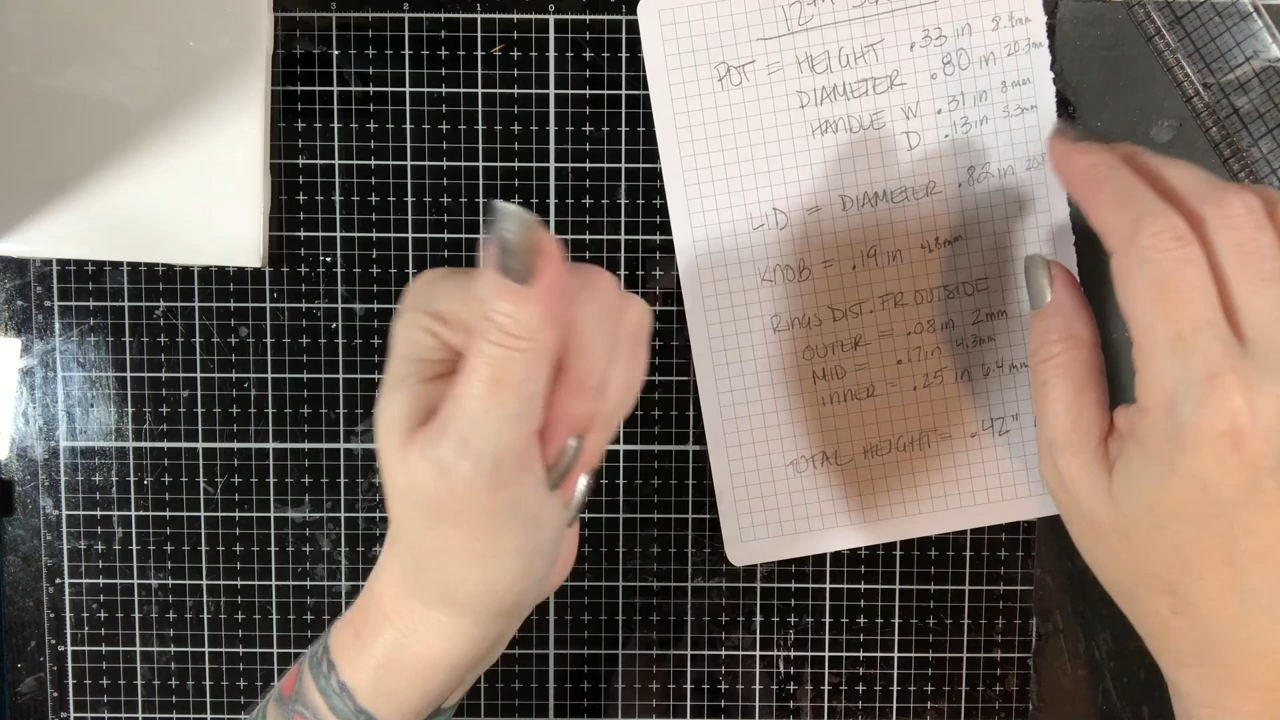 POT = HEIGHT .33 in 8.4mm
DIAMETER .80 in 20.3mm
HANDLE W .31 in 8mm
D .13 in 3.3mm
LID = DIAMETER .82 in
KNOB = .19 in 4.8mm
RINGS DIST. FR OUTSIDE
OUTER = .08 in 2mm
MID = .17 in 4.3mm
INNER = .25 in 6.4mm
TOTAL HEIGHT = .42"